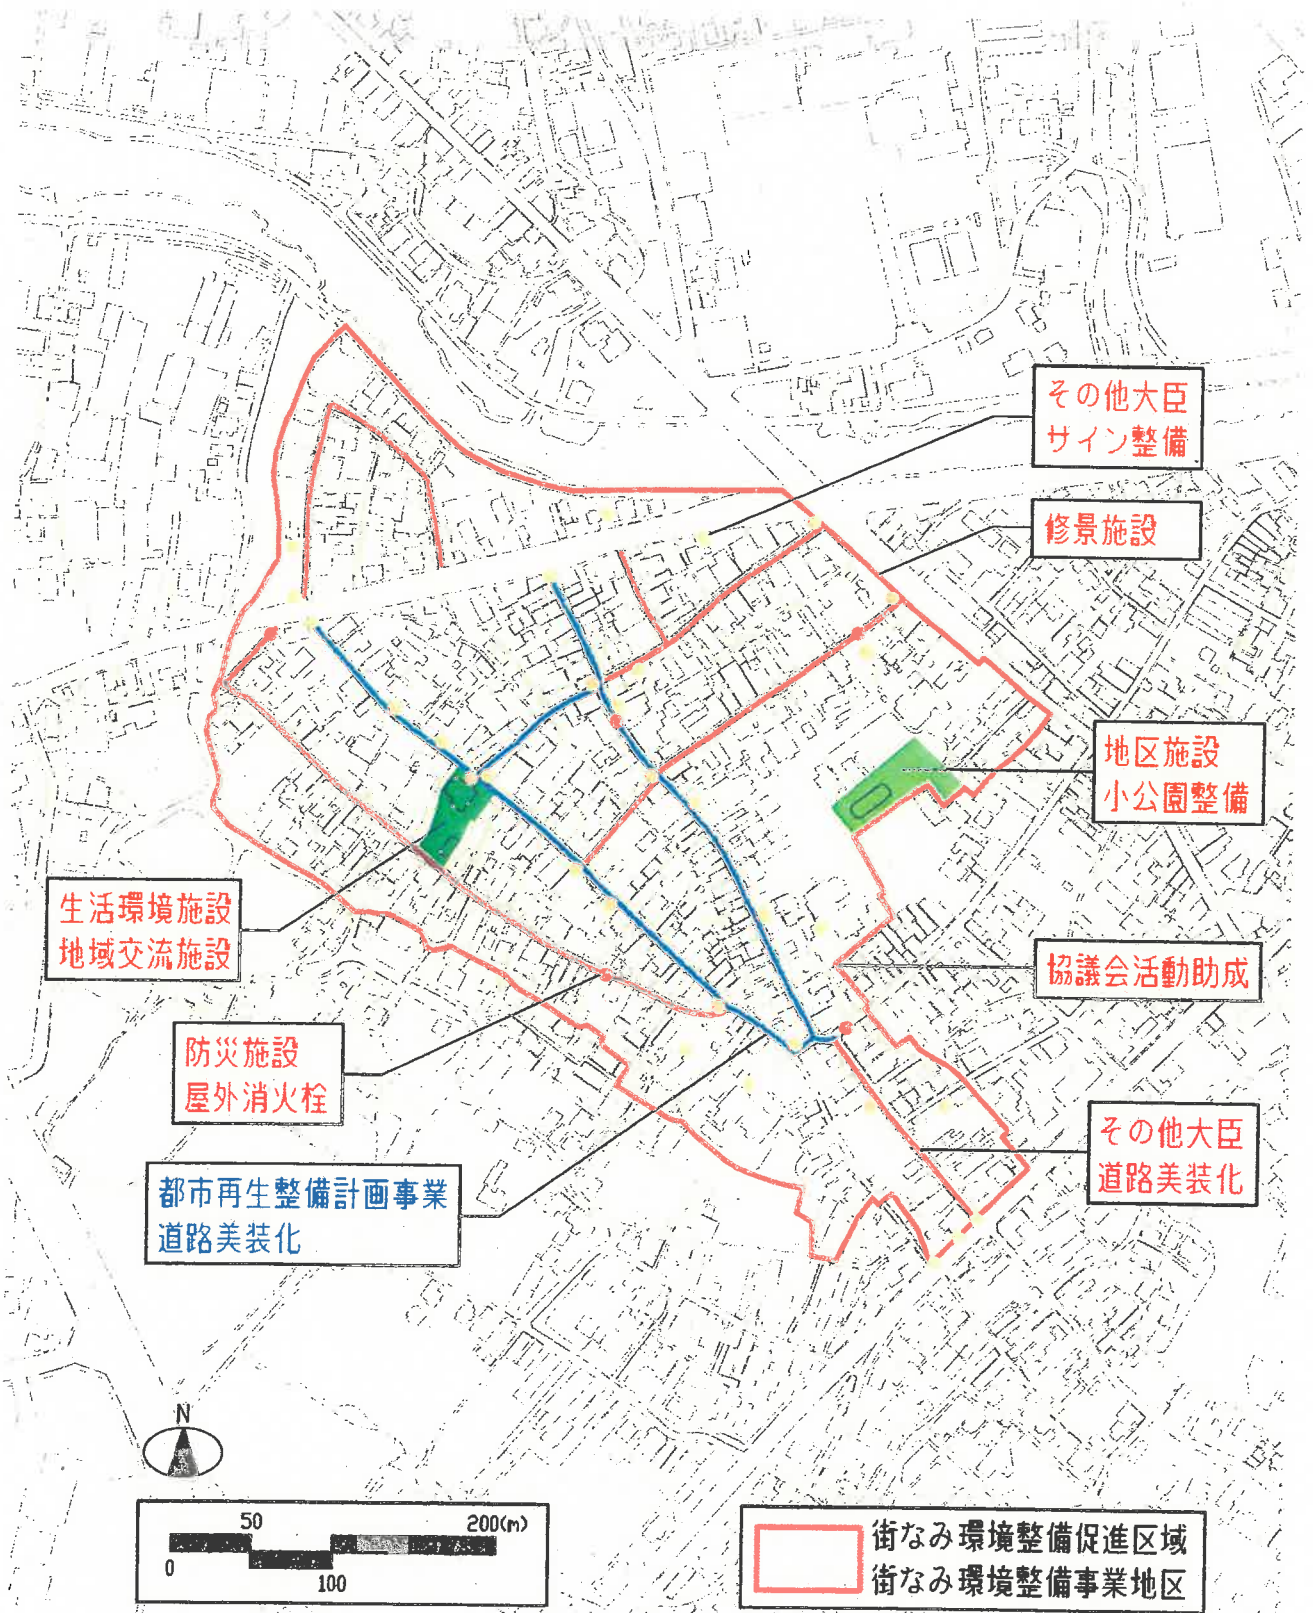 その他大臣
サイン整備
修景施設
地区施設
小公園整備
生活環境施設
地域交流施設
協議会活動助成
防災施設
屋外消火栓
その他大臣
道路美装化
都市再生整備計画事業
道路美装化
N
50
200(m)
0
100
街なみ環境整備促進区域
街なみ環境整備事業地区